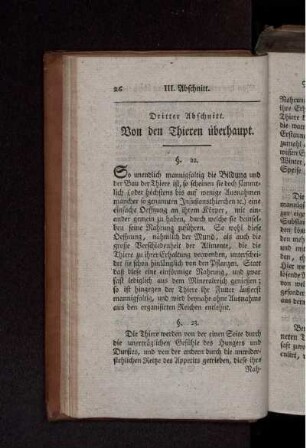 26 III. Abschnitt.
Dritter Abschnitt.
Von den Thieren überhaupt.
§. 22.
So unendlich mannigfaltig die Bildung und
der Bau der Thiere ist, so scheinen sie doch sämmt-
lich (oder höchstens bis auf wenige Ausnahmen
mancher so genannten Infusionsthierchen ꝛc.) eine
einfache Oeffnung an ihrem Körper, mit ein-
ander gemein zu haben, durch welche sie demsel-
ben seine Nahrung zuführen. So wohl diese
Oeffnung, nähmlich der Mund, als auch die
große Verschiedenheit der Alimente, die die
Thiere zu ihrer Erhaltung verwenden, unterschei-
det sie schon hinlänglich von den Pflanzen. Statt
daß diese eine einförmige Nahrung, und zwar
fast lediglich aus dem Mineralreich genießen:
so ist hingegen der Thiere ihr Futter äußerst
mannigfaltig, und wird beynahe ohne Ausnahme
aus den organisirten Reichen entlehnt.
§. 23.
Die Thiere werden von der einen Seite durch
die unerträglichen Gefühle des Hungers und
Durstes, und von der andern durch die unwider-
stehlichen Reitze des Appetits getrieben, diese ihre
Nah-